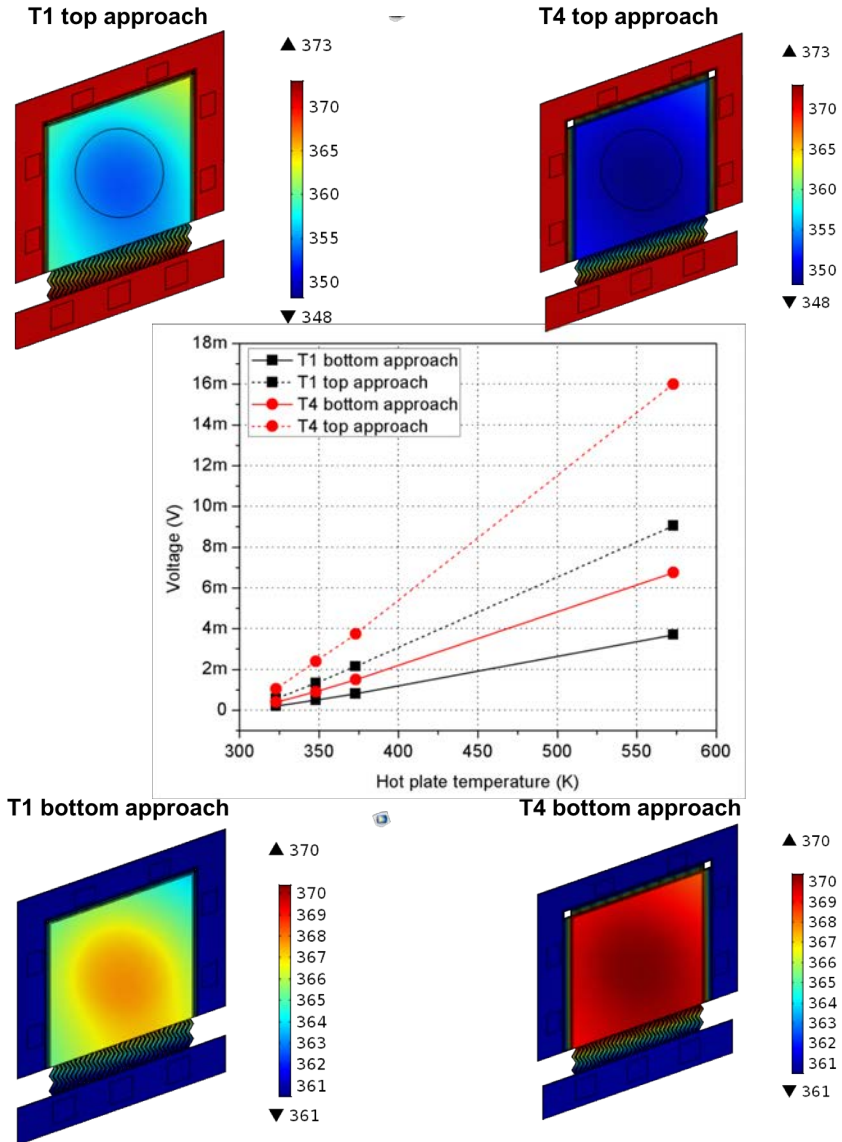 T1 top approach
T4 top approach
▲ 373
370
365
360
355
350
▼ 348
▲ 373
370
365
360
355
350
▼ 348
18m
16m
14m
12m
10m
8m
6m
4m
2m
0
Voltage (V)
T1 bottom approach
T1 top approach
T4 bottom approach
T4 top approach
300
350
400
450
500
550
600
Hot plate temperature (K)
T1 bottom approach
T4 bottom approach
▲ 370
370
369
368
367
366
365
364
363
362
361
▼ 361
▲ 370
370
369
368
367
366
365
364
363
362
361
▼ 361